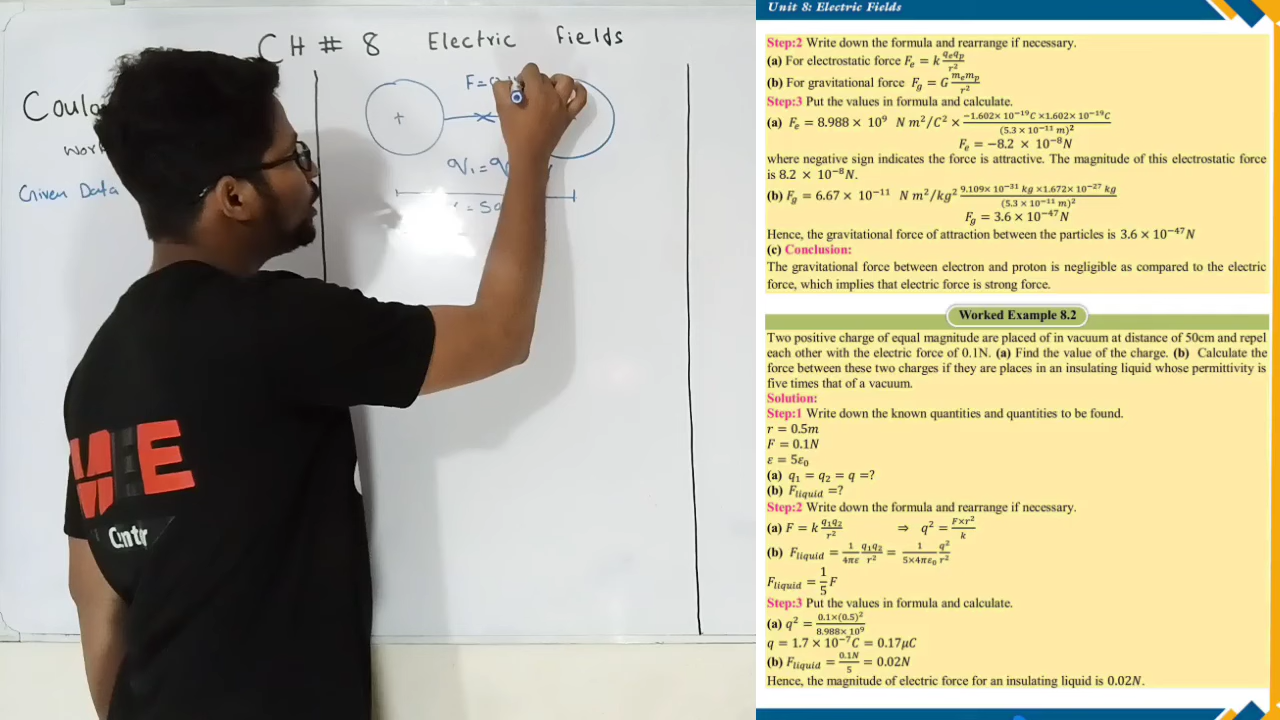 CH # 8 Electric fields
Given Data
Cntr
Unit 8: Electric Fields
Step:2 Write down the formula and rearrange if necessary.
(a) For electrostatic force Fₑ = k qₑqₚ/r²
(b) For gravitational force F_g = G mₑmₚ/r²
Step:3 Put the values in formula and calculate.
(a) Fₑ = 8.988 × 10⁹ N m²/C² × −1.602× 10⁻¹⁹C ×1.602× 10⁻¹⁹C/(5.3 × 10⁻¹¹ m)²
Fₑ = −8.2 × 10⁻⁸N
where negative sign indicates the force is attractive. The magnitude of this electrostatic force
is 8.2 × 10⁻⁸N.
(b) F_g = 6.67 × 10⁻¹¹ N m²/kg² 9.109× 10⁻³¹ kg ×1.672× 10⁻²⁷ kg/(5.3 × 10⁻¹¹ m)²
F_g = 3.6 × 10⁻⁴⁷N
Hence, the gravitational force of attraction between the particles is 3.6 × 10⁻⁴⁷N
(c) Conclusion:
The gravitational force between electron and proton is negligible as compared to the electric
force, which implies that electric force is strong force.
Worked Example 8.2
Two positive charge of equal magnitude are placed of in vacuum at distance of 50cm and repel
each other with the electric force of 0.1N. (a) Find the value of the charge. (b) Calculate the
force between these two charges if they are places in an insulating liquid whose permittivity is
five times that of a vacuum.
Solution:
Step:1 Write down the known quantities and quantities to be found.
r = 0.5m
F = 0.1N
ε = 5ε₀
(a) q₁ = q₂ = q =?
(b) F_liquid =?
Step:2 Write down the formula and rearrange if necessary.
(a) F = k q₁q₂/r² ⇒ q² = F×r²/k
(b) F_liquid = 1/4πε q₁q₂/r² = 1/5×4πε₀ q²/r²
F_liquid = 1/5 F
Step:3 Put the values in formula and calculate.
(a) q² = 0.1×(0.5)²/8.988× 10⁹
q = 1.7 × 10⁻⁷C = 0.17μC
(b) F_liquid = 0.1N/5 = 0.02N
Hence, the magnitude of electric force for an insulating liquid is 0.02N.